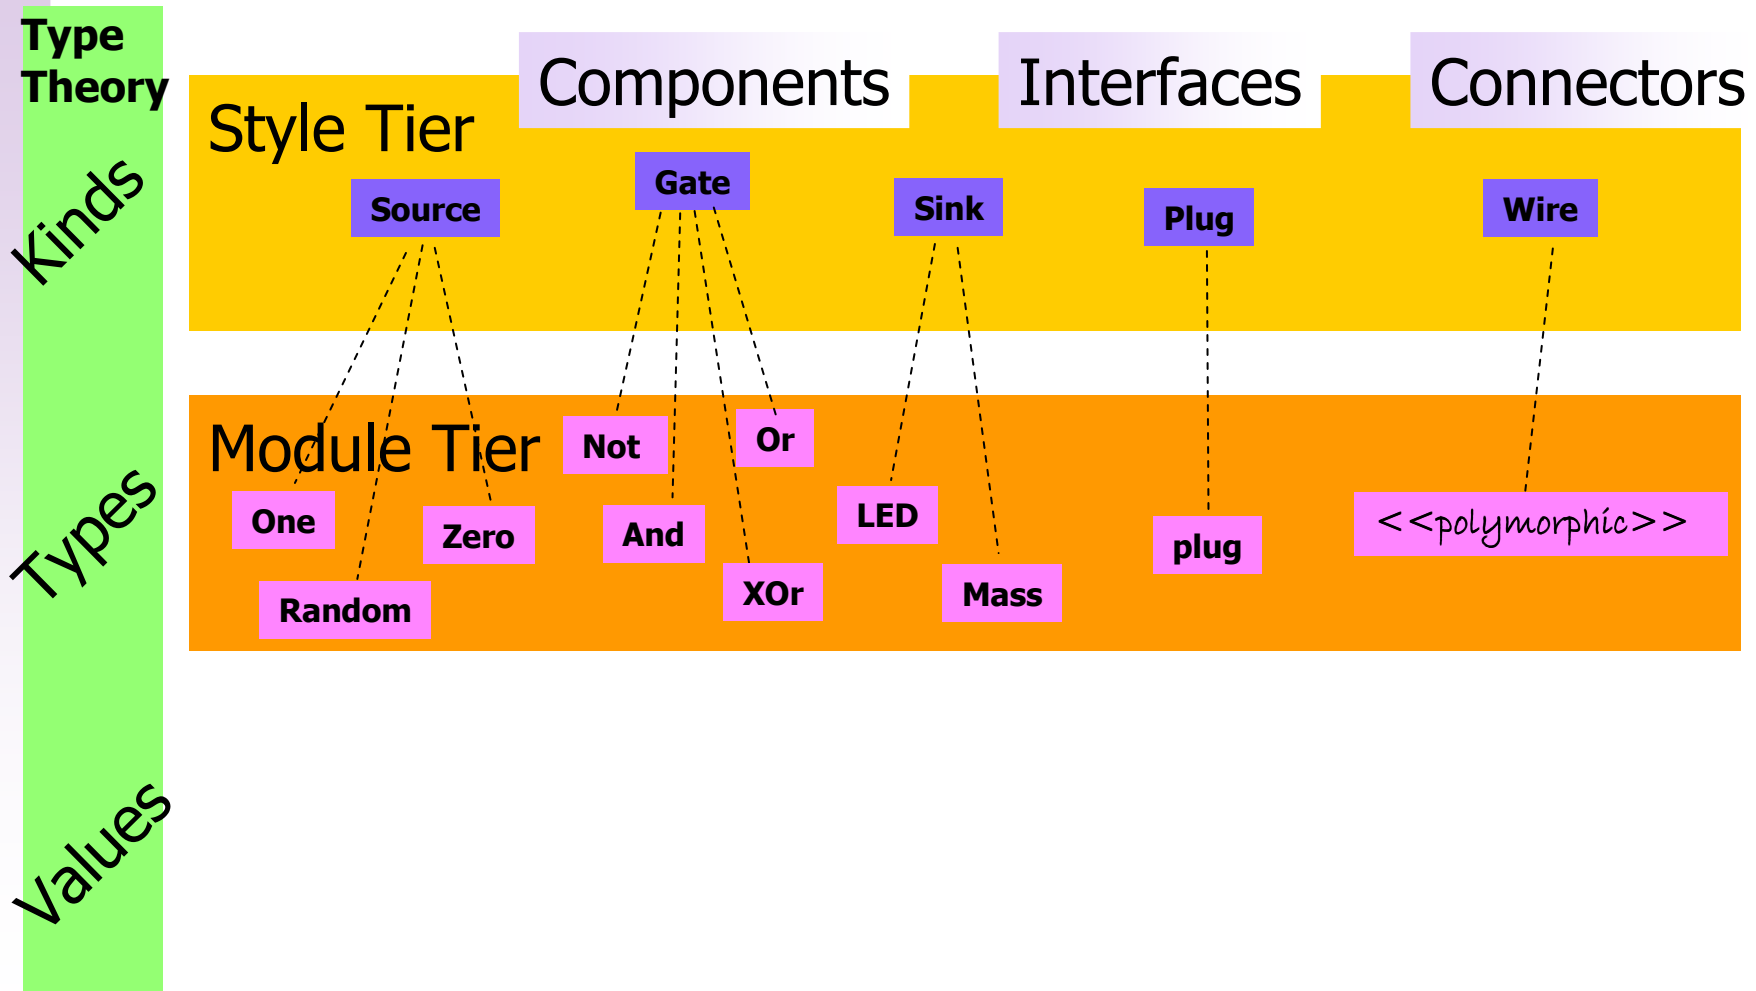 Type
Theory
Components
Interfaces
Connectors
Style Tier
Kinds
Source
Gate
Sink
Plug
Wire
Module Tier
Types
Not
Or
One
Zero
And
LED
plug
<<polymorphic>>
Random
XOr
Mass
Values